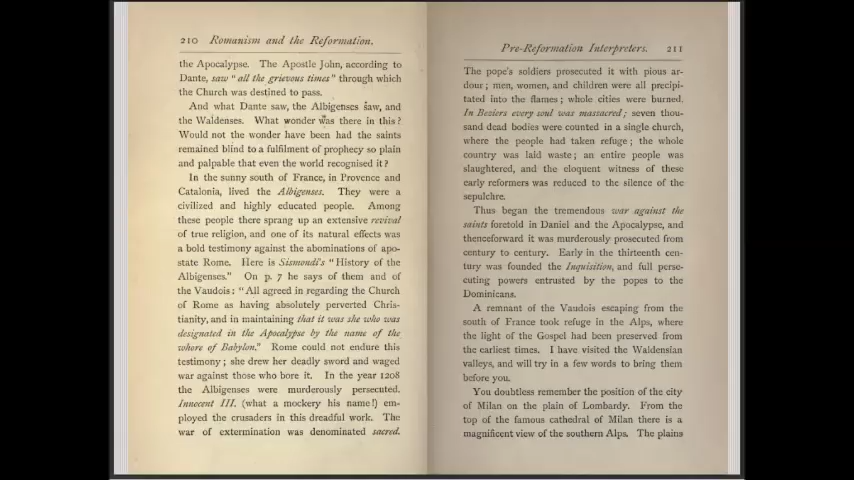 210 Romanism and the Reformation.
the Apocalypse. The Apostle John, according to
Dante, saw "all the grievous times" through which
the Church was destined to pass.
And what Dante saw, the Albigenses saw, and
the Waldenses. What wonder was there in this?
Would not the wonder have been had the saints
remained blind to a fulfilment of prophecy so plain
and palpable that even the world recognised it?
In the sunny south of France, in Provence and
Catalonia, lived the Albigenses. They were a
civilized and highly educated people. Among
these people there sprang up an extensive revival
of true religion, and one of its natural effects was
a bold testimony against the abominations of apo-
state Rome. Here is Sismondi's "History of the
Albigenses." On p. 7 he says of them and of
the Vaudois: "All agreed in regarding the Church
of Rome as having absolutely perverted Chris-
tianity, and in maintaining that it was she who was
designated in the Apocalypse by the name of the
whore of Babylon." Rome could not endure this
testimony; she drew her deadly sword and waged
war against those who bore it. In the year 1208
the Albigenses were murderously persecuted.
Innocent III. (what a mockery his name!) em-
ployed the crusaders in this dreadful work. The
war of extermination was denominated sacred.
Pre-Reformation Interpreters. 211
The pope's soldiers prosecuted it with pious ar-
dour; men, women, and children were all precipi-
tated into the flames; whole cities were burned.
In Beziers every soul was massacred; seven thou-
sand dead bodies were counted in a single church,
where the people had taken refuge; the whole
country was laid waste; an entire people was
slaughtered, and the eloquent witness of these
early reformers was reduced to the silence of the
sepulchre.
Thus began the tremendous war against the
saints foretold in Daniel and the Apocalypse, and
thenceforward it was murderously prosecuted from
century to century. Early in the thirteenth cen-
tury was founded the Inquisition, and full perse-
cuting powers entrusted by the popes to the
Dominicans.
A remnant of the Vaudois escaping from the
south of France took refuge in the Alps, where
the light of the Gospel had been preserved from
the earliest times. I have visited the Waldensian
valleys, and will try in a few words to bring them
before you.
You doubtless remember the position of the city
of Milan on the plain of Lombardy. From the
top of the famous cathedral of Milan there is a
magnificent view of the southern Alps. The plains